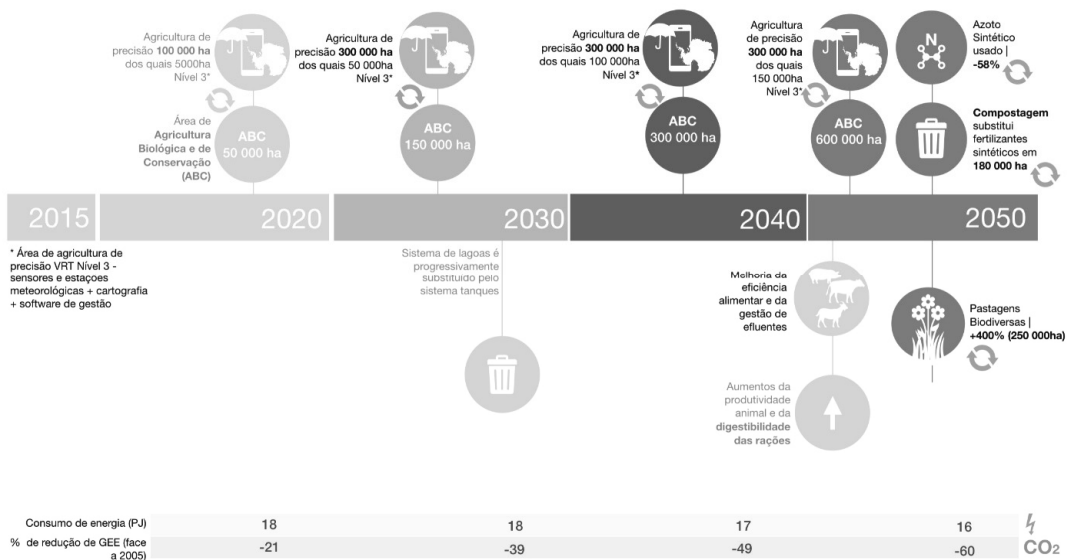 Agricultura de
precisão 100 000 ha
dos quais 5000ha
Nível 3*
Agricultura de
precisão 300 000 ha
dos quais 50 000ha
Nível 3*
Agricultura de
precisão 300 000 ha
dos quais 100 000ha
Nível 3*
Agricultura
de precisão
300 000 ha
dos quais
150 000ha
Nível 3*
N
Azoto
Sintético
usado |
-58%
Área de
Agricultura
Biológica e de
Conservação
(ABC)
ABC
50 000 ha
ABC
150 000 ha
ABC
300 000 ha
ABC
600 000 ha
Compostagem
substitui
fertilizantes
sintéticos em
180 000 ha
2015
2020
2030
2040
2050
* Área de agricultura de
precisão VRT Nível 3 -
sensores e estações
meteorológicas + cartografia
+ software de gestão
Sistema de lagoas é
progressivamente
substituído pelo
sistema tanques
Melhoria da
eficiência
alimentar e da
gestão de
efluentes
Pastagens
Biodiversas |
+400% (250 000ha)
Aumentos da
produtividade
animal e da
digestibilidade
das rações
Consumo de energia (PJ) 18 18 17 16
% de redução de GEE (face
a 2005) -21 -39 -49 -60
CO2